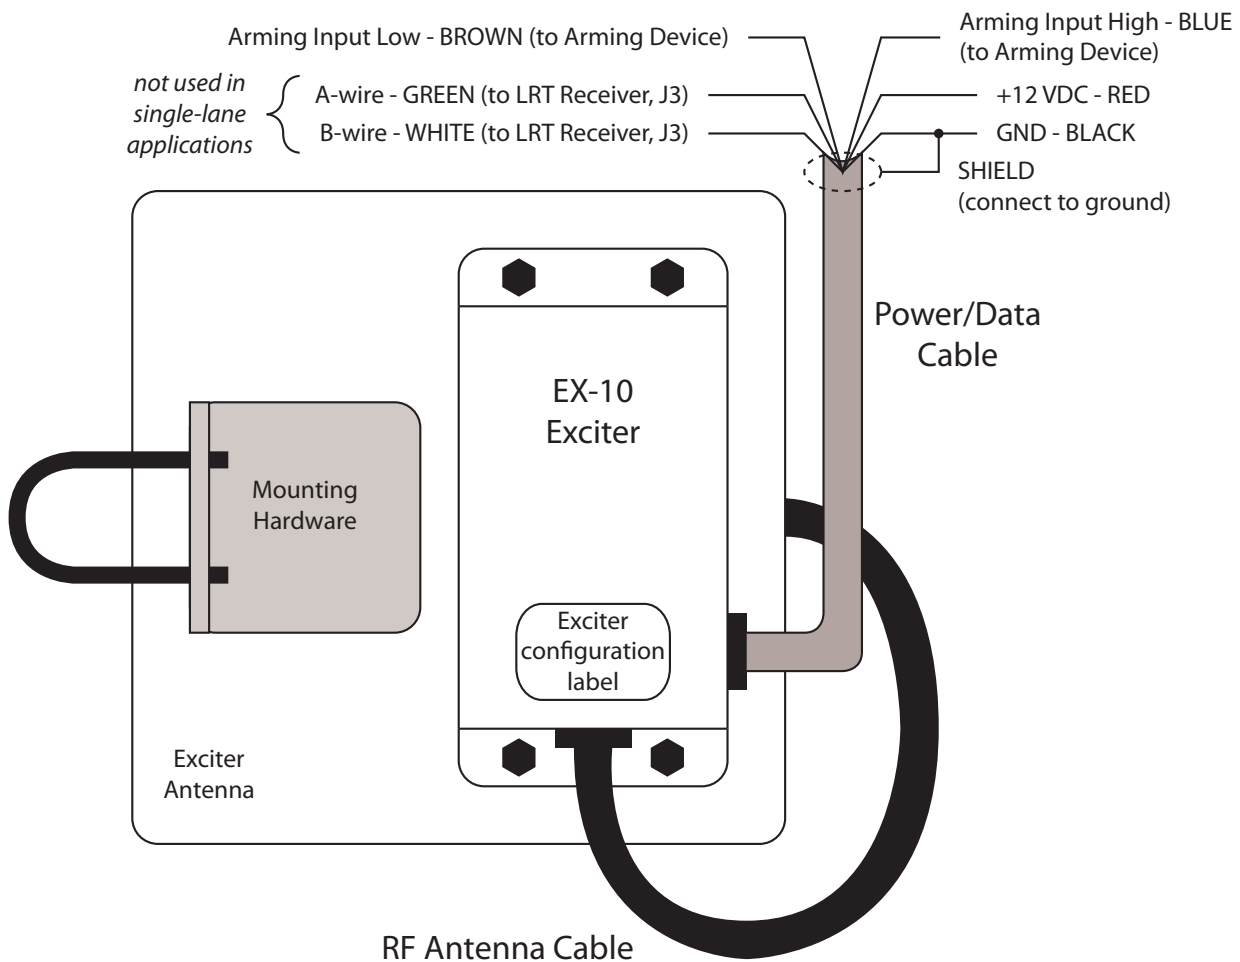 Arming Input Low - BROWN (to Arming Device)
Arming Input High - BLUE
(to Arming Device)
not used in
single-lane
applications
A-wire - GREEN (to LRT Receiver, J3)
B-wire - WHITE (to LRT Receiver, J3)
+12 VDC - RED
GND - BLACK
SHIELD
(connect to ground)
Power/Data
Cable
EX-10
Exciter
Mounting
Hardware
Exciter
configuration
label
Exciter
Antenna
RF Antenna Cable